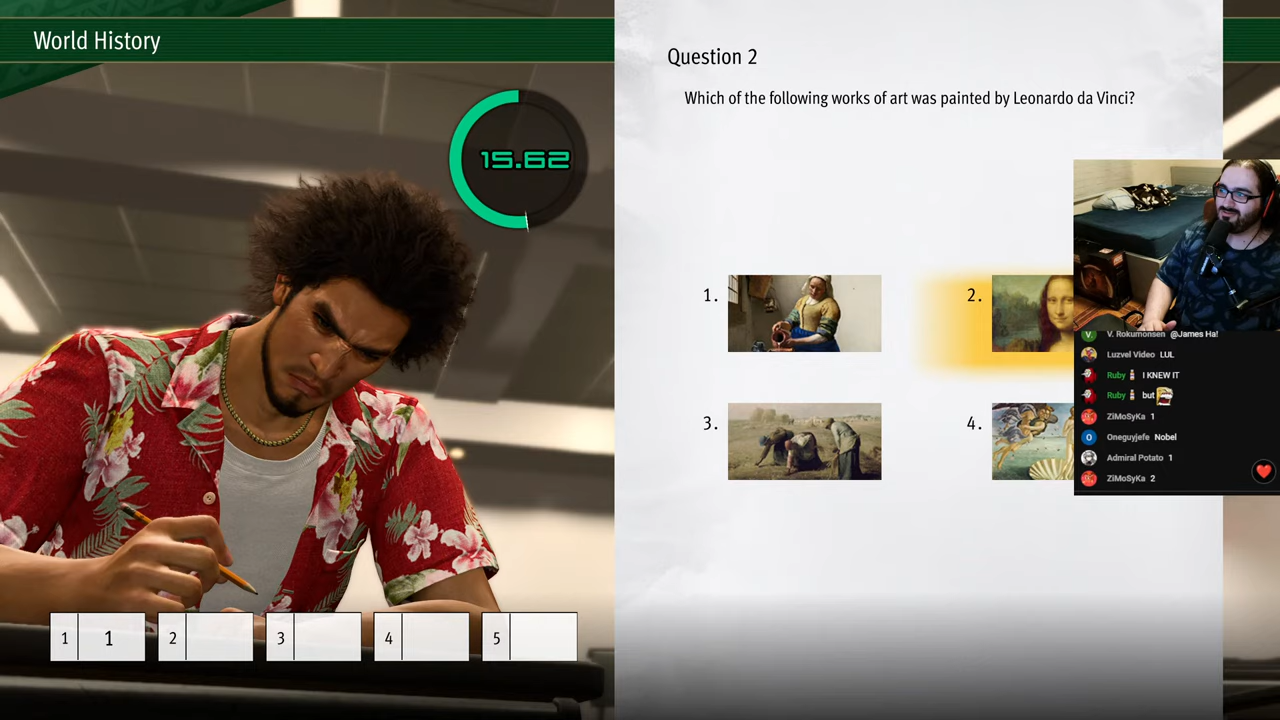 World History
15.62
Question 2
Which of the following works of art was painted by Leonardo da Vinci?
1.
2.
3.
4.
V V. Rokumonsen @James Ha!
Luzvel Video LUL
Ruby I KNEW IT
Ruby but
ZiMoSyKa 1
O Oneguyjefe Nobel
Admiral Potato 1
ZiMoSyKa 2
1 1 2 3 4 5